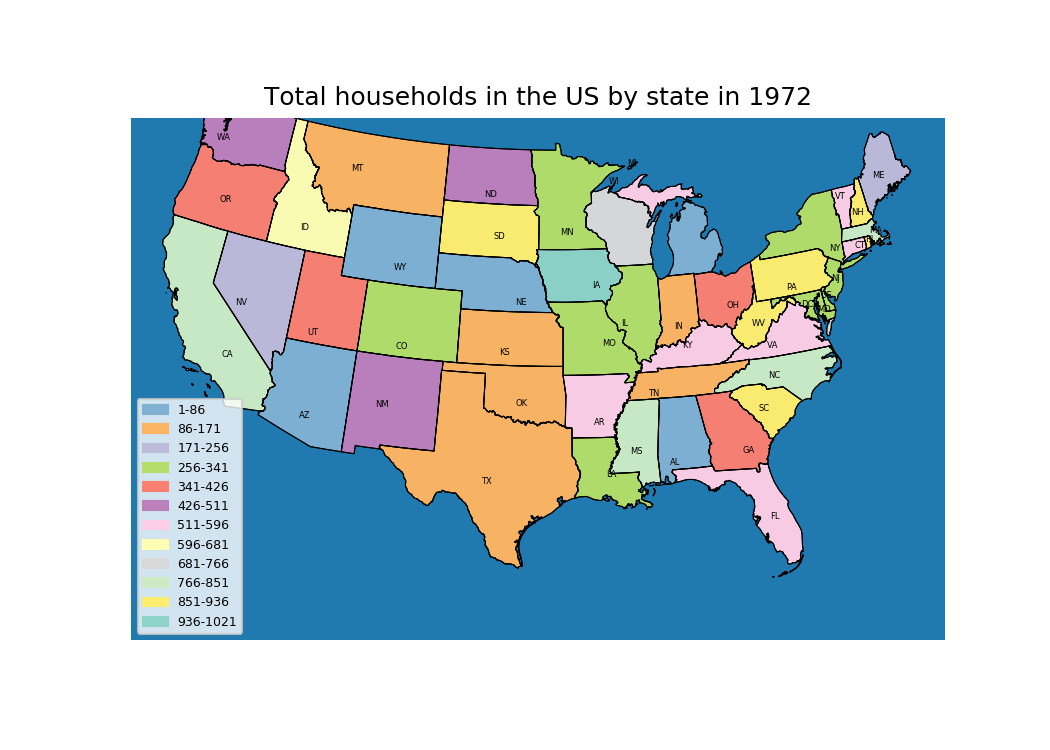 Total households in the US by state in 1972
WA
MT
ND
MI
WI
ME
OR
ID
SD
MN
VT
NH
MA
NY
CT
WY
NE
IA
PA
NJ
NV
UT
CO
KS
MO
IL
IN
OH
WV
DC
MD
VA
KY
CA
AZ
NM
OK
AR
TN
NC
SC
MS
AL
GA
LA
TX
FL
1-86
86-171
171-256
256-341
341-426
426-511
511-596
596-681
681-766
766-851
851-936
936-1021